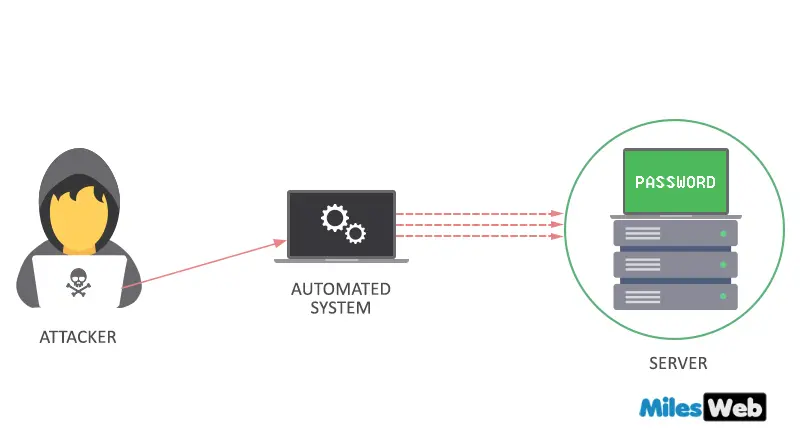 PASSWORD
AUTOMATED
SYSTEM
ATTACKER
SERVER
MilesWeb